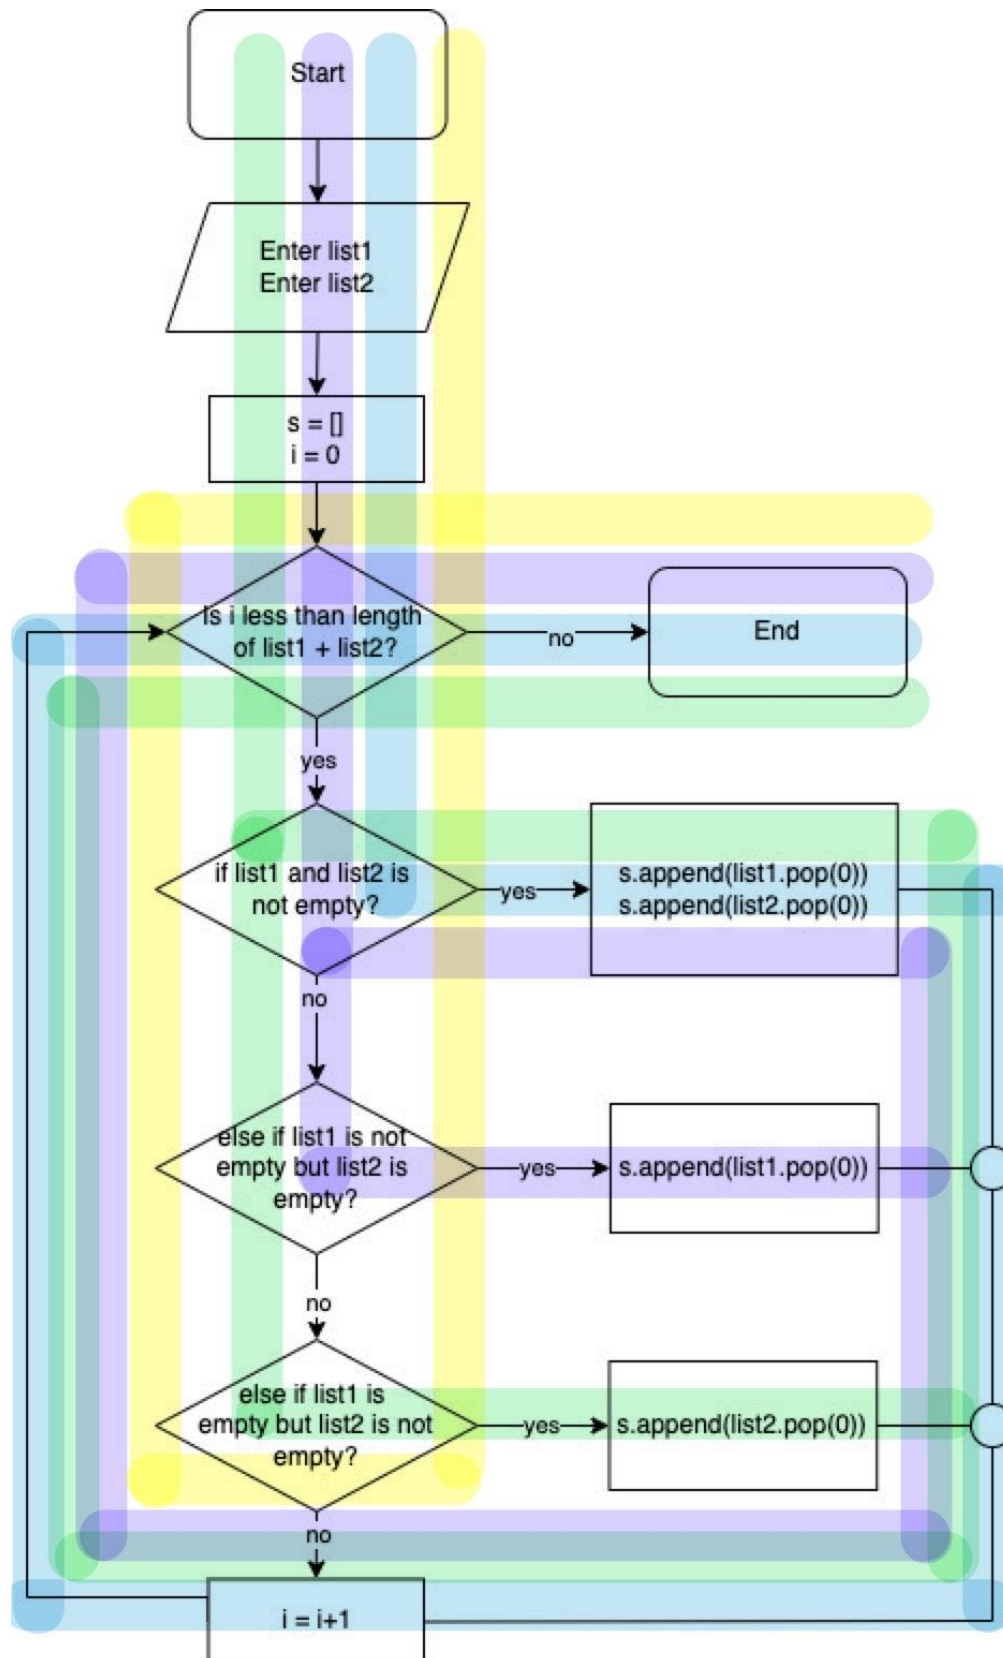 Start
Enter list1
Enter list2
s = []
i = 0
Is i less than length
of list1 + list2?
no
End
yes
if list1 and list2 is
not empty?
yes
s.append(list1.pop(0))
s.append(list2.pop(0))
no
else if list1 is not
empty but list2 is
empty?
yes
s.append(list1.pop(0))
no
else if list1 is
empty but list2 is not
empty?
yes
s.append(list2.pop(0))
no
i = i+1